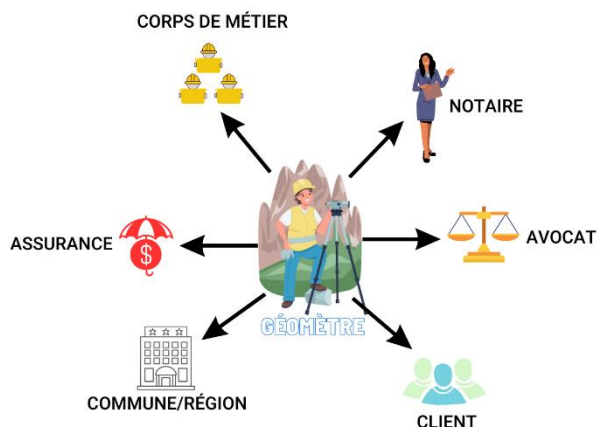 CORPS DE MÉTIER
NOTAIRE
ASSURANCE
$
AVOCAT
GÉOMÈTRE
COMMUNE/RÉGION
CLIENT